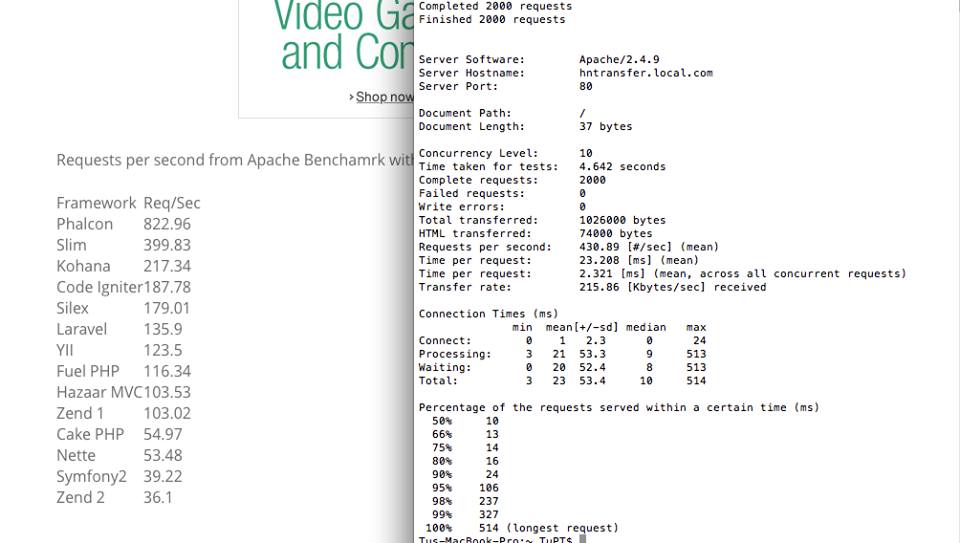 Video Ga
and Con
› Shop now
Requests per second from Apache Benchamrk with
Framework Req/Sec
Phalcon 822.96
Slim 399.83
Kohana 217.34
Code Igniter187.78
Silex 179.01
Laravel 135.9
YII 123.5
Fuel PHP 116.34
Hazaar MVC103.53
Zend 1 103.02
Cake PHP 54.97
Nette 53.48
Symfony2 39.22
Zend 2 36.1
Completed 2000 requests
Finished 2000 requests
Server Software: Apache/2.4.9
Server Hostname: hntransfer.local.com
Server Port: 80
Document Path: /
Document Length: 37 bytes
Concurrency Level: 10
Time taken for tests: 4.642 seconds
Complete requests: 2000
Failed requests: 0
Write errors: 0
Total transferred: 1026000 bytes
HTML transferred: 74000 bytes
Requests per second: 430.89 [#/sec] (mean)
Time per request: 23.208 [ms] (mean)
Time per request: 2.321 [ms] (mean, across all concurrent requests)
Transfer rate: 215.86 [Kbytes/sec] received
Connection Times (ms)
min mean[+/-sd] median max
Connect: 0 1 2.3 0 24
Processing: 3 21 53.3 9 513
Waiting: 0 20 52.4 8 513
Total: 3 23 53.4 10 514
Percentage of the requests served within a certain time (ms)
50% 10
66% 13
75% 14
80% 16
90% 24
95% 106
98% 237
99% 327
100% 514 (longest request)
Tus-MacBook-Pro:~ TuPT$